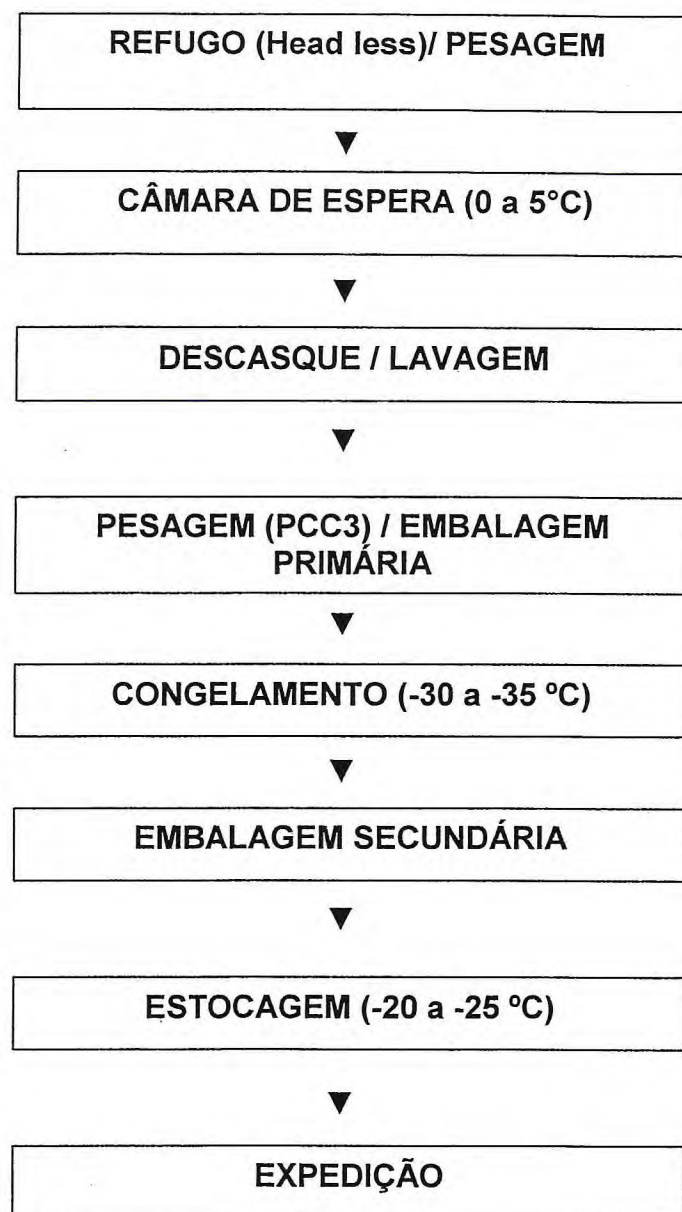 REFUGO (Head less)/ PESAGEM
CÂMARA DE ESPERA (0 a 5°C)
DESCASQUE / LAVAGEM
PESAGEM (PCC3) / EMBALAGEM
PRIMÁRIA
CONGELAMENTO (-30 a -35 ºC)
EMBALAGEM SECUNDÁRIA
ESTOCAGEM (-20 a -25 ºC)
EXPEDIÇÃO